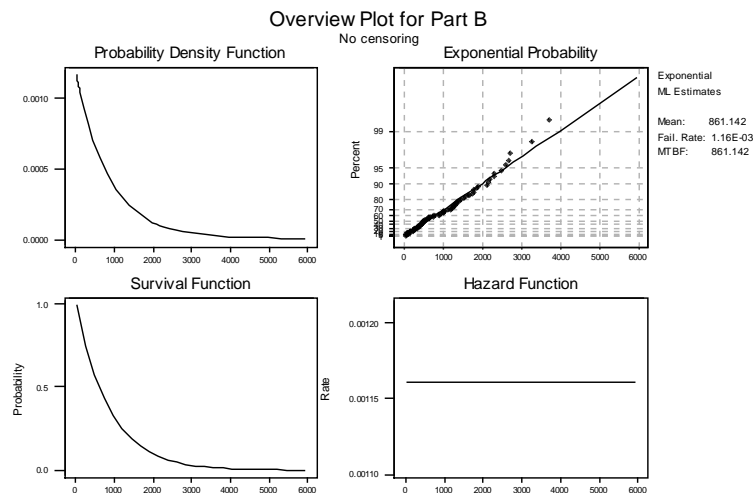 Overview Plot for Part B
No censoring
Probability Density Function
0.0010
0.0005
0.0000
0 1000 2000 3000 4000 5000 6000
Exponential Probability
Percent
99
95
90
80
70
60
0 1000 2000 3000 4000 5000 6000
Exponential
ML Estimates
Mean: 861.142
Fail. Rate: 1.16E-03
MTBF: 861.142
Survival Function
Probability
1.0
0.5
0.0
0 1000 2000 3000 4000 5000 6000
Hazard Function
Rate
0.00120
0.00115
0.00110
0 1000 2000 3000 4000 5000 6000